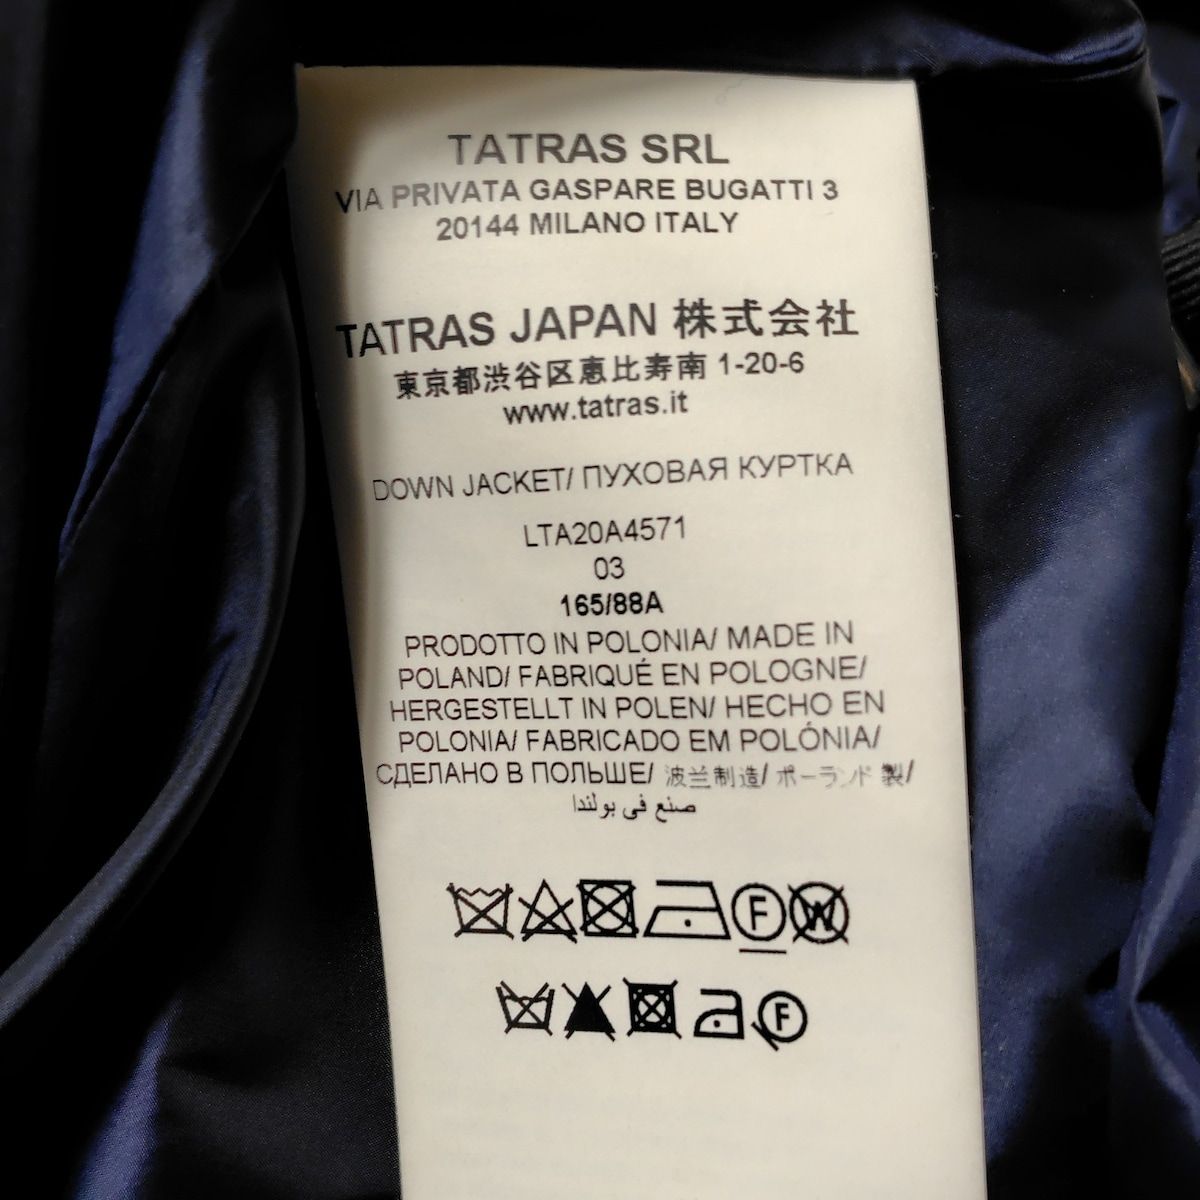 TATRAS SRL
VIA PRIVATA GASPARE BUGATTI 3
20144 MILANO ITALY
TATRAS JAPAN 株式会社
東京都渋谷区恵比寿南 1-20-6
www.tatras.it
DOWN JACKET/ ПУХОВАЯ КУРТКА
LTA20A4571
03
165/88A
PRODOTTO IN POLONIA/ MADE IN
POLAND/ FABRIQUÉ EN POLOGNE/
HERGESTELLT IN POLEN/ HECHO EN
POLONIA/ FABRICADO EM POLÓNIA/
СДЕЛАНО В ПОЛЬШЕ/ 波兰制造/ ポーランド 製/
صنع في بولندا
F W
F